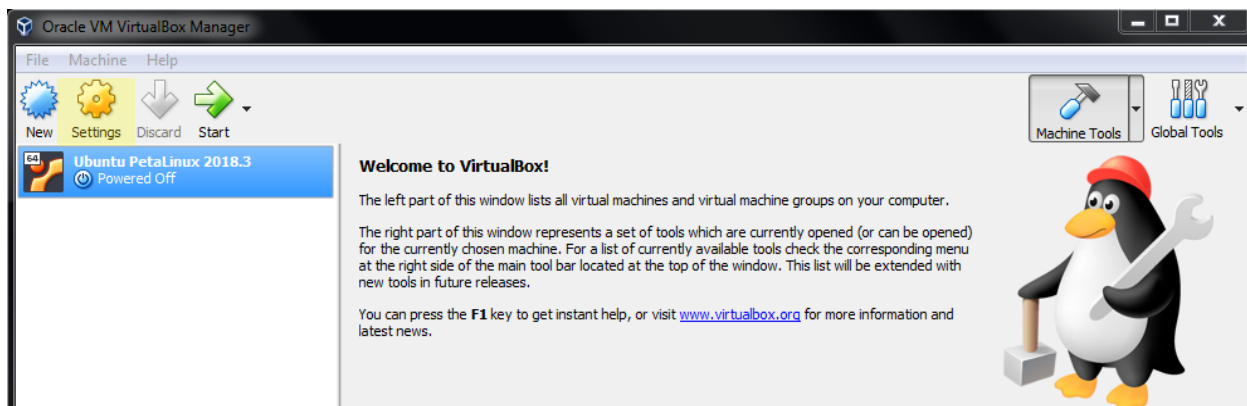 Oracle VM VirtualBox Manager
File Machine Help
New Settings Discard Start
Machine Tools Global Tools
64
Ubuntu PetaLinux 2018.3
Powered Off
Welcome to VirtualBox!
The left part of this window lists all virtual machines and virtual machine groups on your computer.
The right part of this window represents a set of tools which are currently opened (or can be opened)
for the currently chosen machine. For a list of currently available tools check the corresponding menu
at the right side of the main tool bar located at the top of the window. This list will be extended with
new tools in future releases.
You can press the F1 key to get instant help, or visit www.virtualbox.org for more information and
latest news.